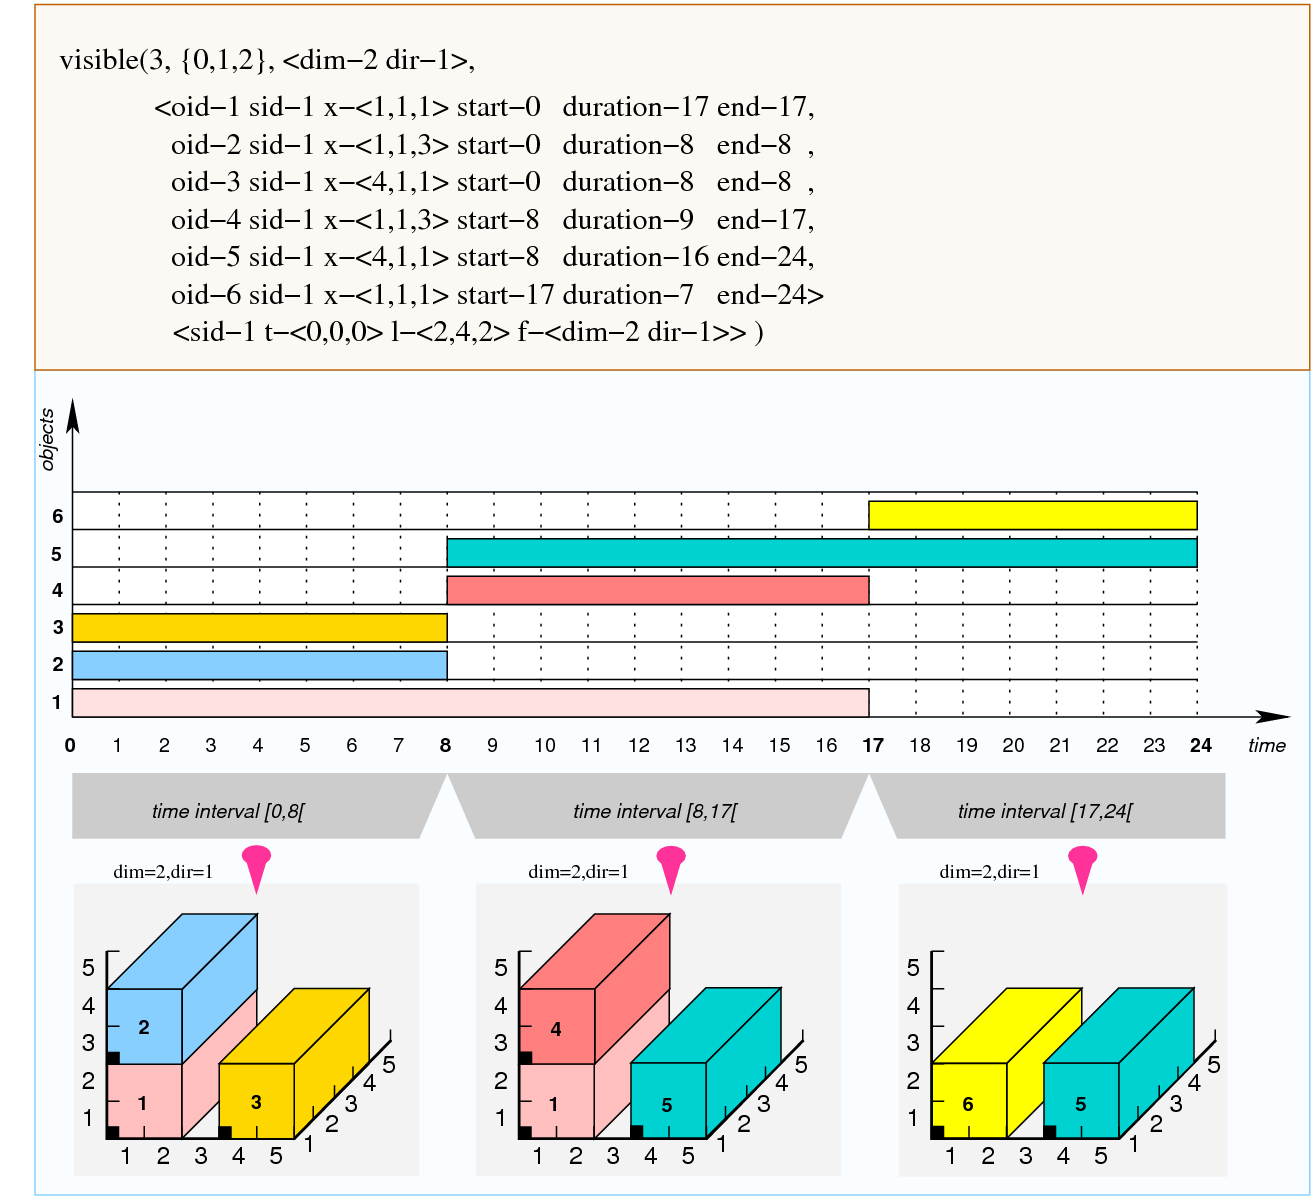 visible(3, {0,1,2}, <dim−2 dir−1>,
<oid−1 sid−1 x−<1,1,1> start−0 duration−17 end−17,
oid−2 sid−1 x−<1,1,3> start−0 duration−8 end−8 ,
oid−3 sid−1 x−<4,1,1> start−0 duration−8 end−8 ,
oid−4 sid−1 x−<1,1,3> start−8 duration−9 end−17,
oid−5 sid−1 x−<4,1,1> start−8 duration−16 end−24,
oid−6 sid−1 x−<1,1,1> start−17 duration−7 end−24>
<sid−1 t−<0,0,0> l−<2,4,2> f−<dim−2 dir−1>> )
objects
6
5
4
3
2
1
0 1 2 3 4 5 6 7 8 9 10 11 12 13 14 15 16 17 18 19 20 21 22 23 24 time
time interval [0,8[ time interval [8,17[ time interval [17,24[
dim=2,dir=1 dim=2,dir=1 dim=2,dir=1
5
4
3
2
1
2
1
3
1 2 3 4 5
1 2 3 4 5
5
4
3
2
1
4
1
5
1 2 3 4 5
1 2 3 4 5
5
4
3
2
1
6
5
1 2 3 4 5
1 2 3 4 5